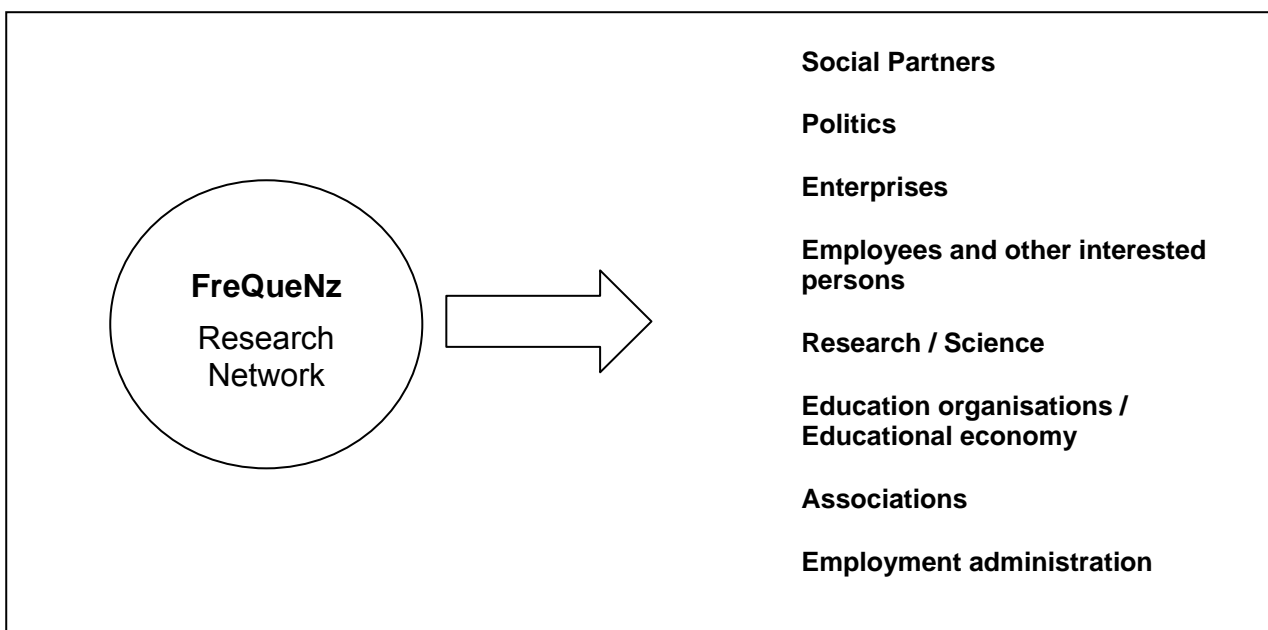 FreQueNz
Research
Network
Social Partners
Politics
Enterprises
Employees and other interested
persons
Research / Science
Education organisations /
Educational economy
Associations
Employment administration